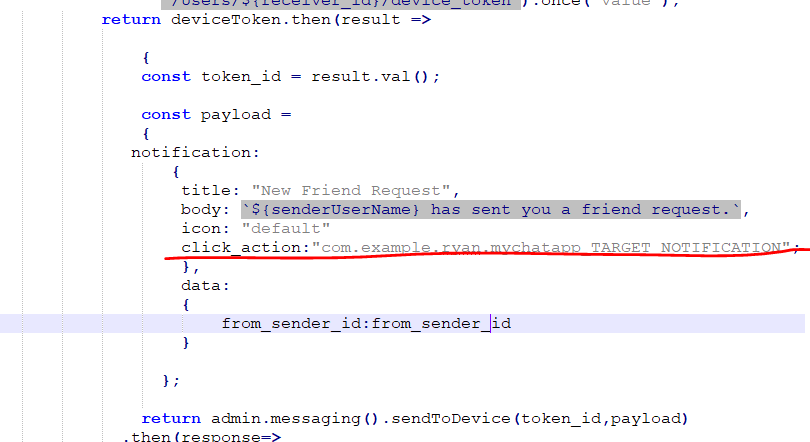 `/users/${receiver_id}/device_token`).once('value');
return deviceToken.then(result =>
{
const token_id = result.val();
const payload =
{
notification:
{
title: "New Friend Request",
body: `${senderUserName} has sent you a friend request.`,
icon: "default"
click_action:"com.example.ryan.mychatapp_TARGET_NOTIFICATION";
},
data:
{
from_sender_id:from_sender_id
}
};
return admin.messaging().sendToDevice(token_id,payload)
.then(response=>